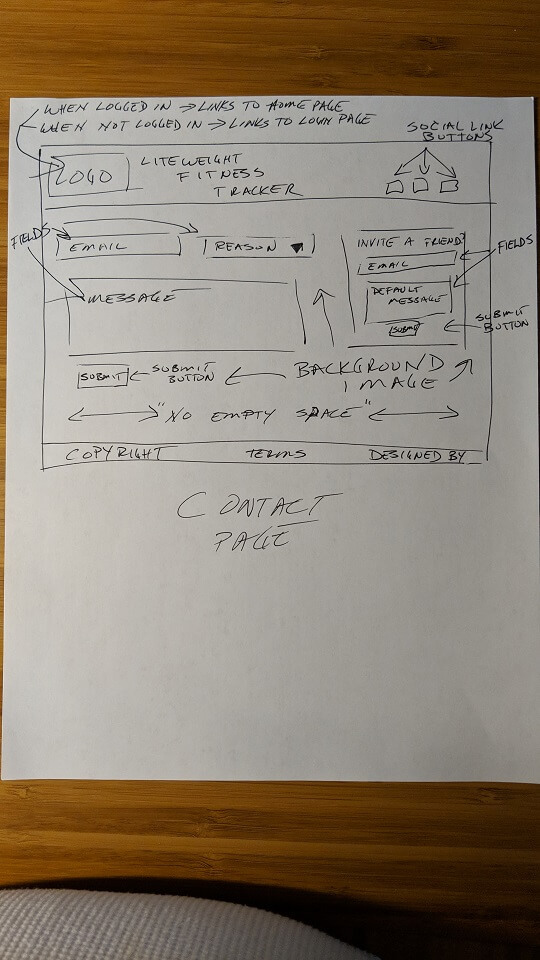 WHEN LOGGED IN → LINKS TO HOME PAGE
WHEN NOT LOGGED IN → LINKS TO LOGIN PAGE
SOCIAL LINK
BUTTONS
LOGO
LITEWEIGHT
FITNESS
TRACKER
FIELDS
EMAIL
REASON
INVITE A FRIEND
FIELDS
EMAIL
MESSAGE
DEFAULT
MESSAGE
SUBMIT
SUBMIT
BUTTON
SUBMIT
SUBMIT
BUTTON
BACKGROUND
IMAGE
"NO EMPTY SPACE"
COPYRIGHT TERMS DESIGNED BY
CONTACT
PAGE